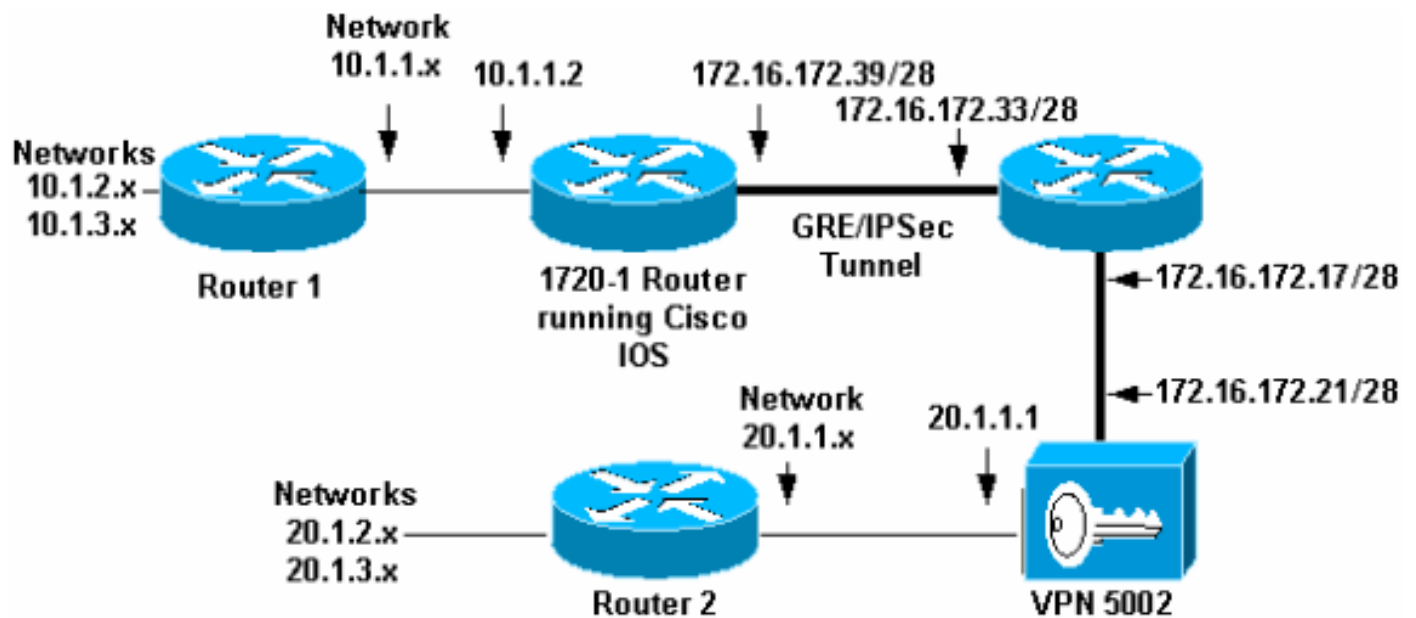 Network
10.1.1.x
10.1.1.2
172.16.172.39/28
172.16.172.33/28
Networks
10.1.2.x
10.1.3.x
Router 1
1720-1 Router
running Cisco
IOS
GRE/IPSec
Tunnel
172.16.172.17/28
172.16.172.21/28
Network
20.1.1.x
20.1.1.1
Networks
20.1.2.x
20.1.3.x
Router 2
VPN 5002